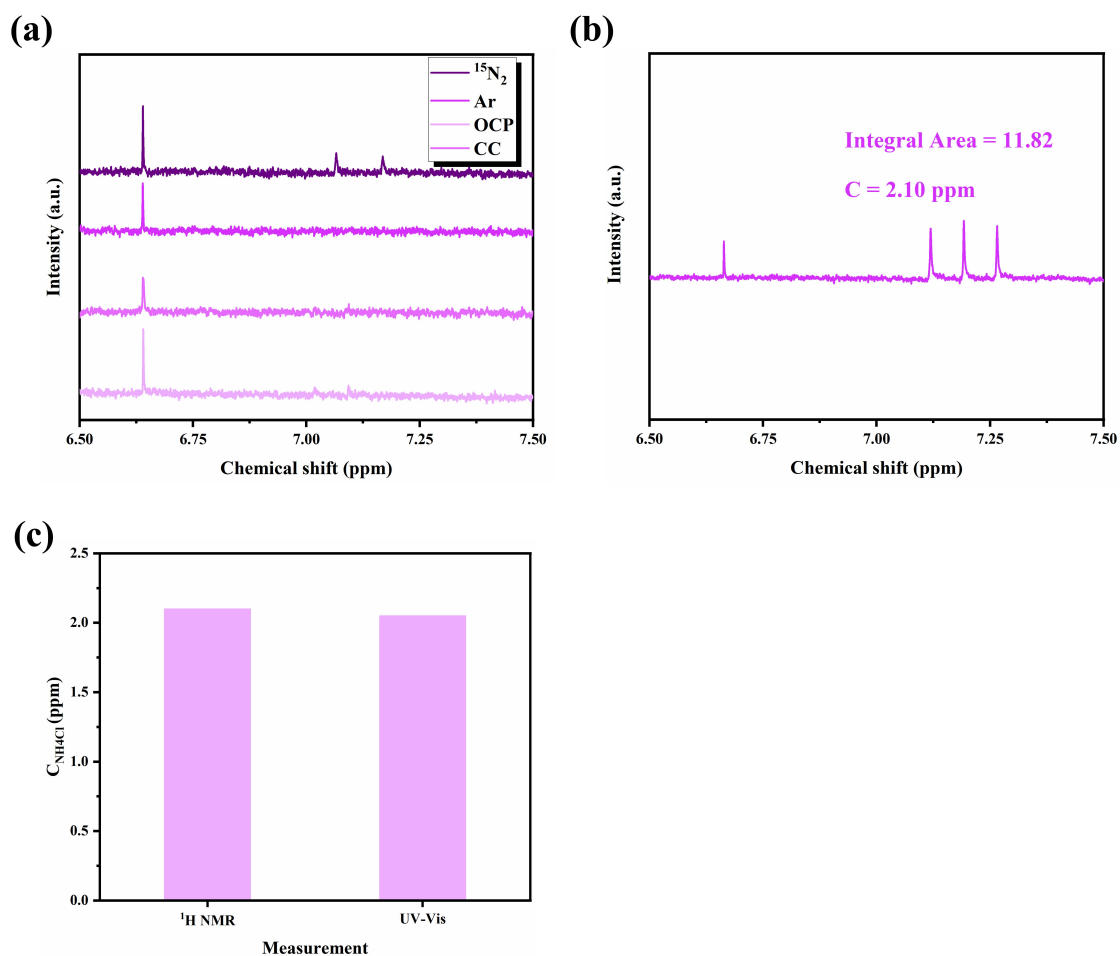 (a)
¹⁵N₂
Ar
OCP
CC
Intensity (a.u.)
6.50 6.75 7.00 7.25 7.50
Chemical shift (ppm)
(b)
Integral Area = 11.82
C = 2.10 ppm
Intensity (a.u.)
6.50 6.75 7.00 7.25 7.50
Chemical shift (ppm)
(c)
2.5
2.0
1.5
1.0
0.5
0.0
C_NH4Cl (ppm)
¹H NMR UV-Vis
Measurement